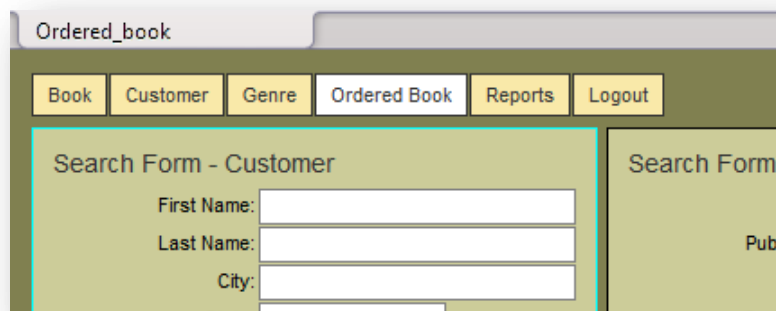 Ordered_book
Book Customer Genre Ordered Book Reports Logout
Search Form - Customer
First Name:
Last Name:
City:
Search Form
Pub